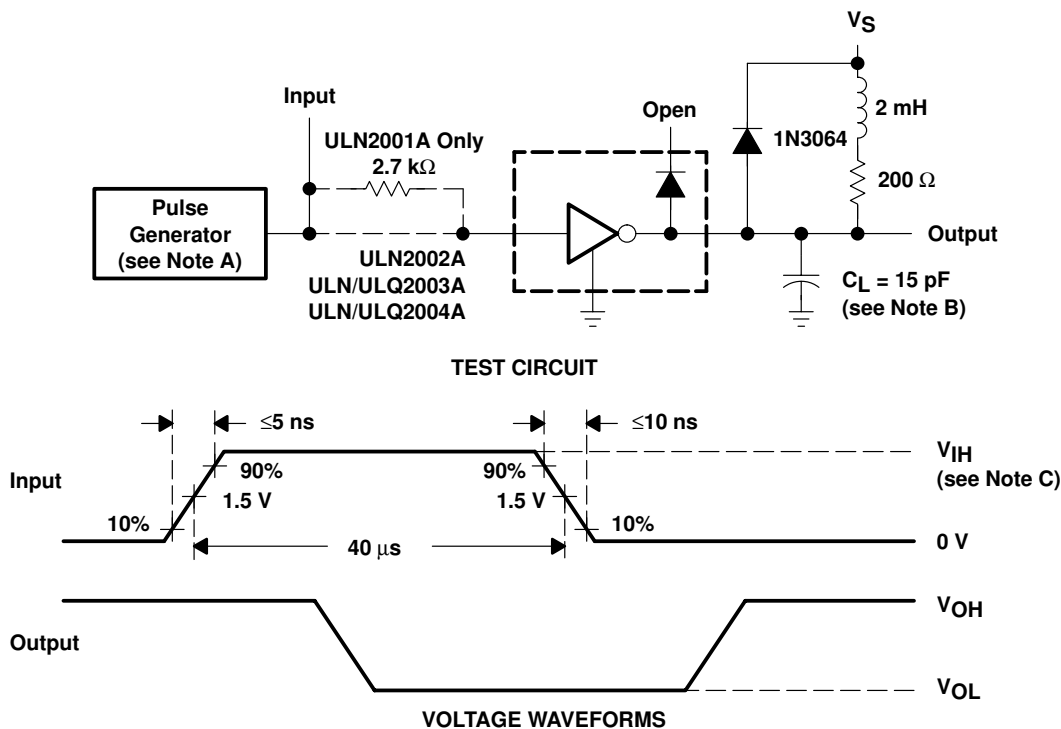 VS
Input
Open
2 mH
ULN2001A Only
2.7 kΩ
1N3064
200 Ω
Pulse
Generator
(see Note A)
Output
ULN2002A
ULN/ULQ2003A
ULN/ULQ2004A
CL = 15 pF
(see Note B)
TEST CIRCUIT
≤5 ns
≤10 ns
Input
90%
90%
VIH
(see Note C)
1.5 V
1.5 V
10%
10%
40 μs
0 V
Output
VOH
VOL
VOLTAGE WAVEFORMS